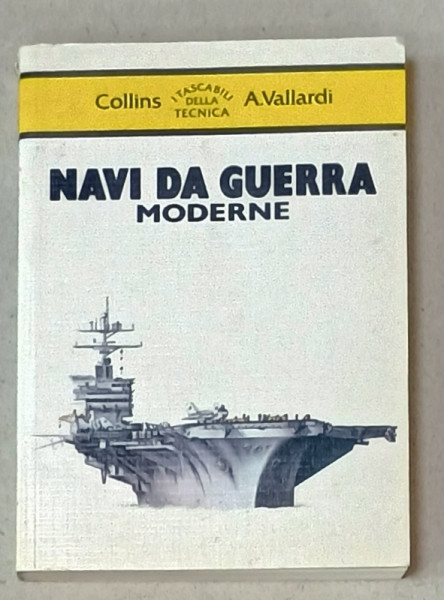 Collins I TASCABILI DELLA TECNICA A.Vallardi
NAVI DA GUERRA
MODERNE